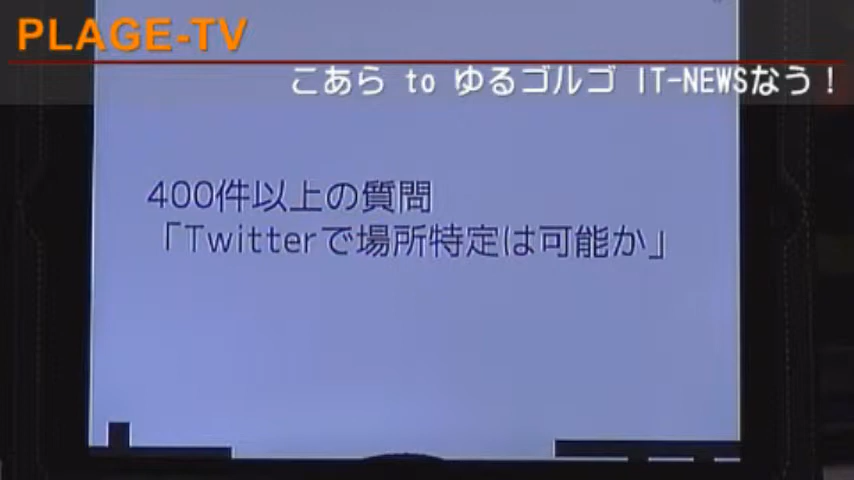 PLAGE-TV
こあら to ゆるゴルゴ IT-NEWSなう!
400件以上の質問
「Twitterで場所特定は可能か」